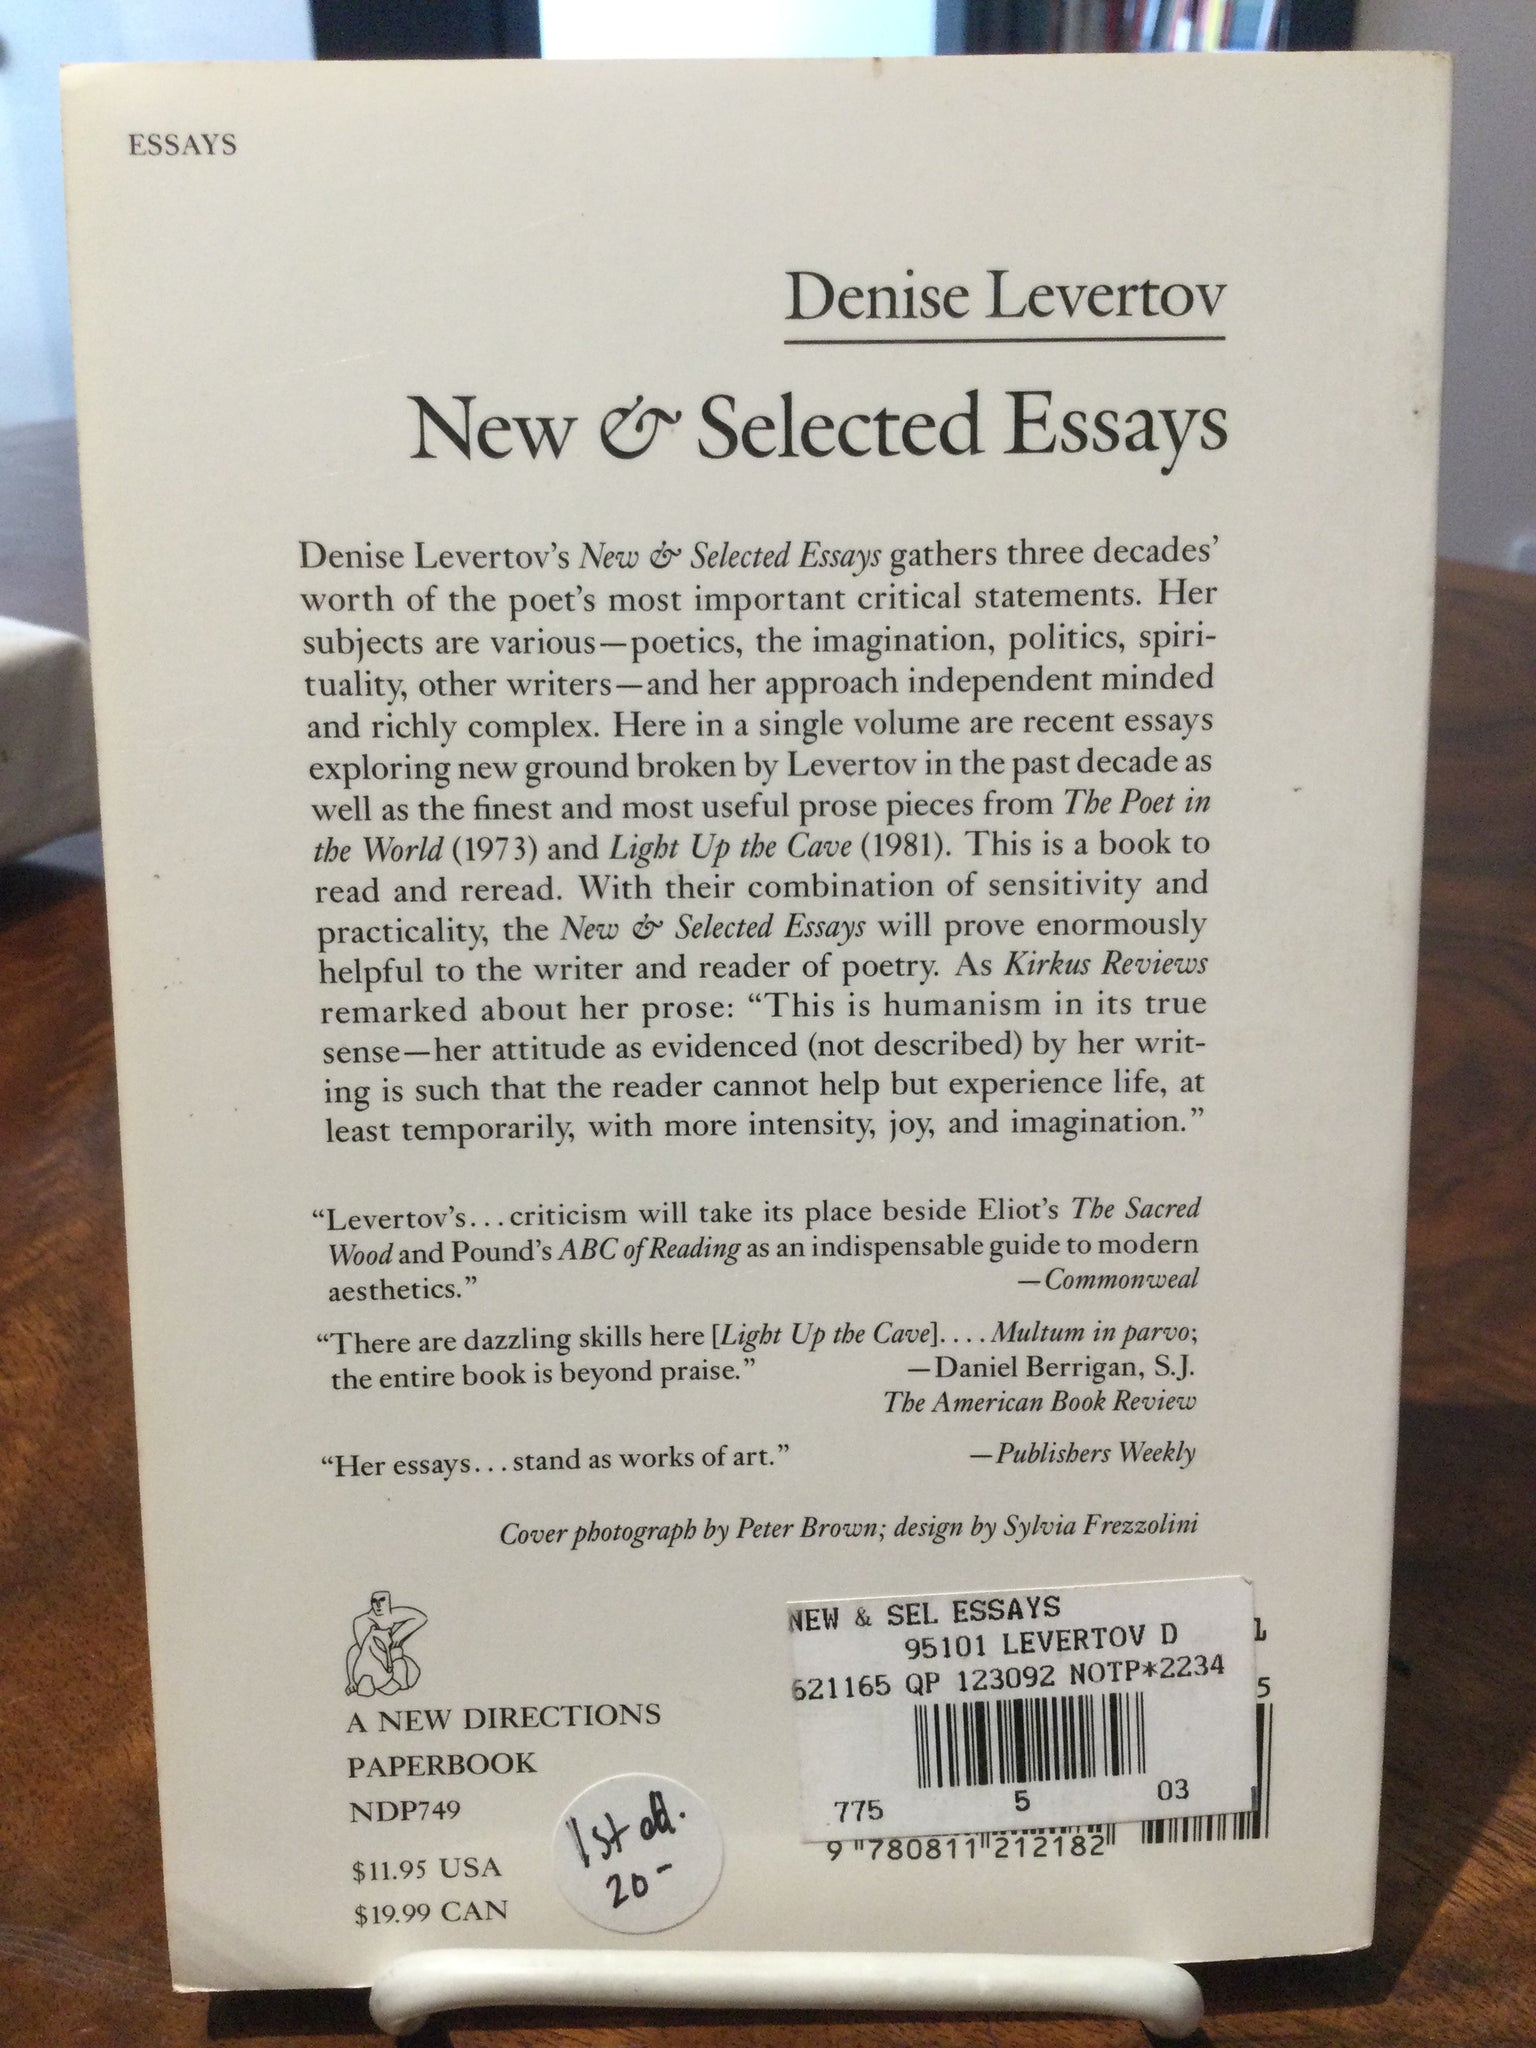 ESSAYS
Denise Levertov
New & Selected Essays
Denise Levertov's New & Selected Essays gathers three decades'
worth of the poet's most important critical statements. Her
subjects are various—poetics, the imagination, politics, spiri-
tuality, other writers—and her approach independent minded
and richly complex. Here in a single volume are recent essays
exploring new ground broken by Levertov in the past decade as
well as the finest and most useful prose pieces from The Poet in
the World (1973) and Light Up the Cave (1981). This is a book to
read and reread. With their combination of sensitivity and
practicality, the New & Selected Essays will prove enormously
helpful to the writer and reader of poetry. As Kirkus Reviews
remarked about her prose: “This is humanism in its true
sense—her attitude as evidenced (not described) by her writ-
ing is such that the reader cannot help but experience life, at
least temporarily, with more intensity, joy, and imagination.”
“Levertov's...criticism will take its place beside Eliot's The Sacred
Wood and Pound's ABC of Reading as an indispensable guide to modern
aesthetics.” —Commonweal
“There are dazzling skills here [Light Up the Cave]....Multum in parvo;
the entire book is beyond praise.” —Daniel Berrigan, S.J.
The American Book Review
“Her essays...stand as works of art.” —Publishers Weekly
Cover photograph by Peter Brown; design by Sylvia Frezzolini
A NEW DIRECTIONS
PAPERBOOK
NDP749
$11.95 USA
$19.99 CAN
1st ed.
20-
NEW & SEL ESSAYS
95101 LEVERTOV D
621165 QP 123092 NOTP*2234
775 5 03
9 780811 212182